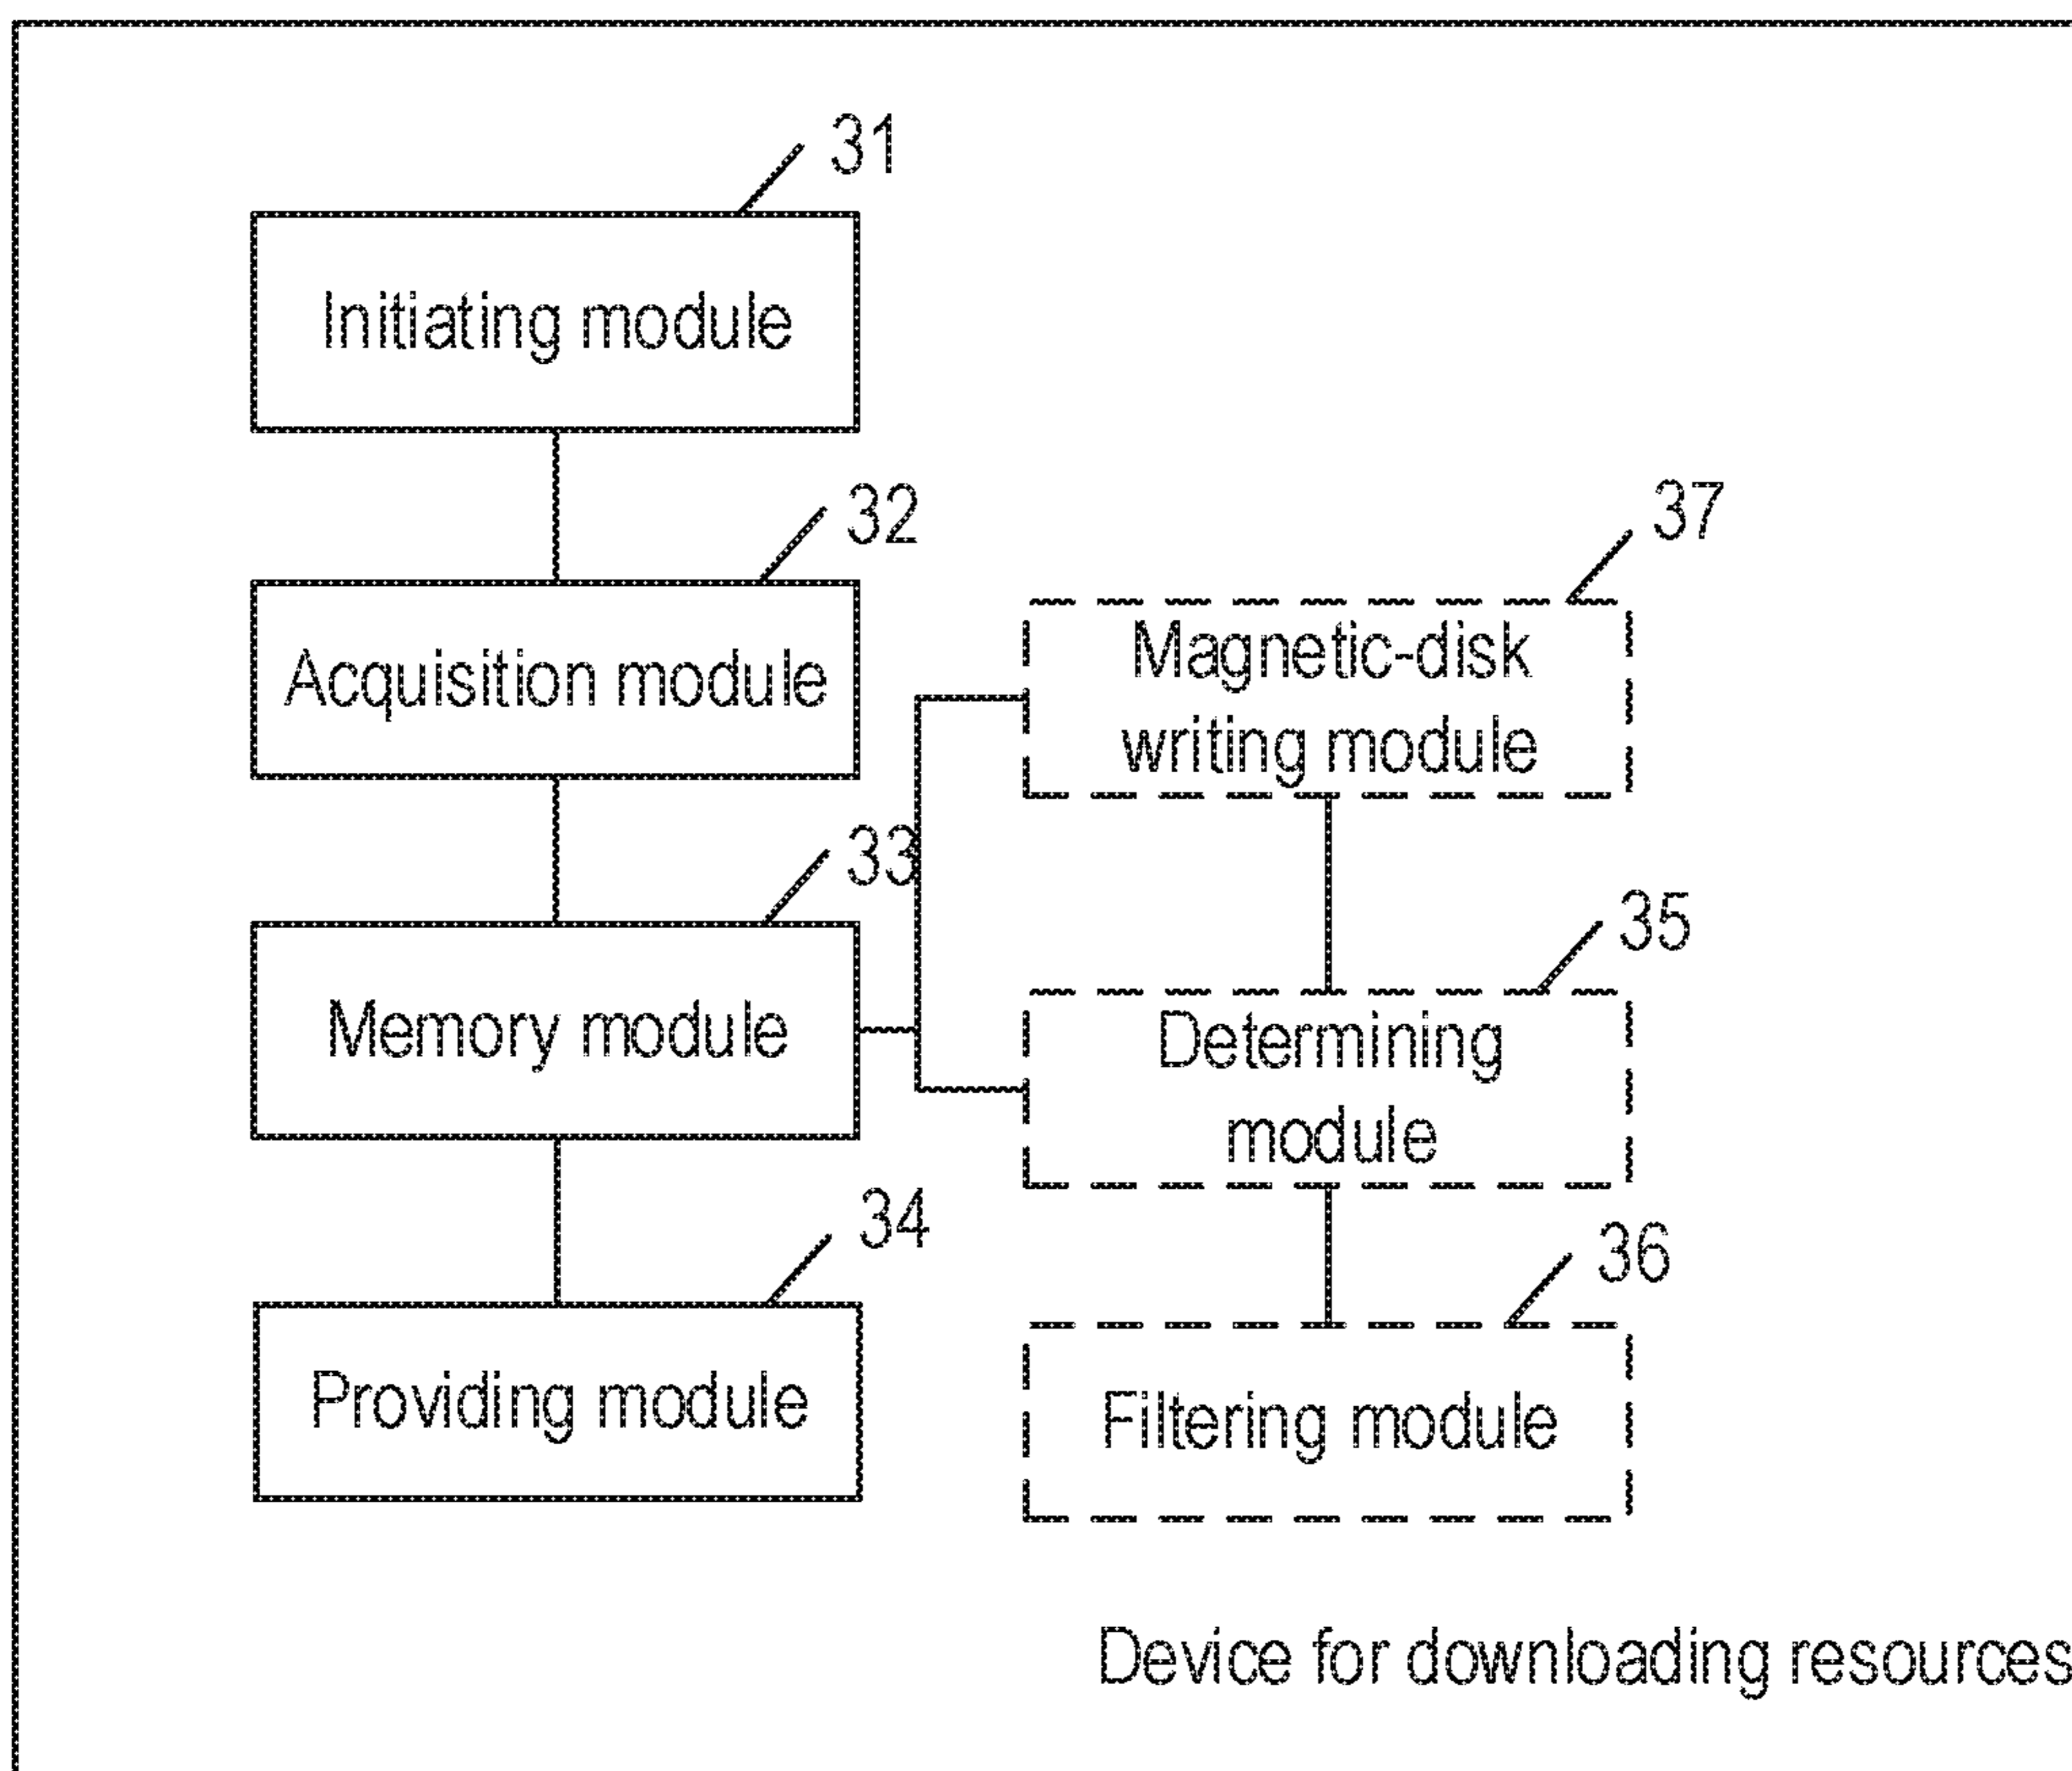 31
Initiating module
32
Acquisition module
37
Magnetic-disk
writing module
33
Memory module
35
Determining
module
34
Providing module
36
Filtering module
Device for downloading resources